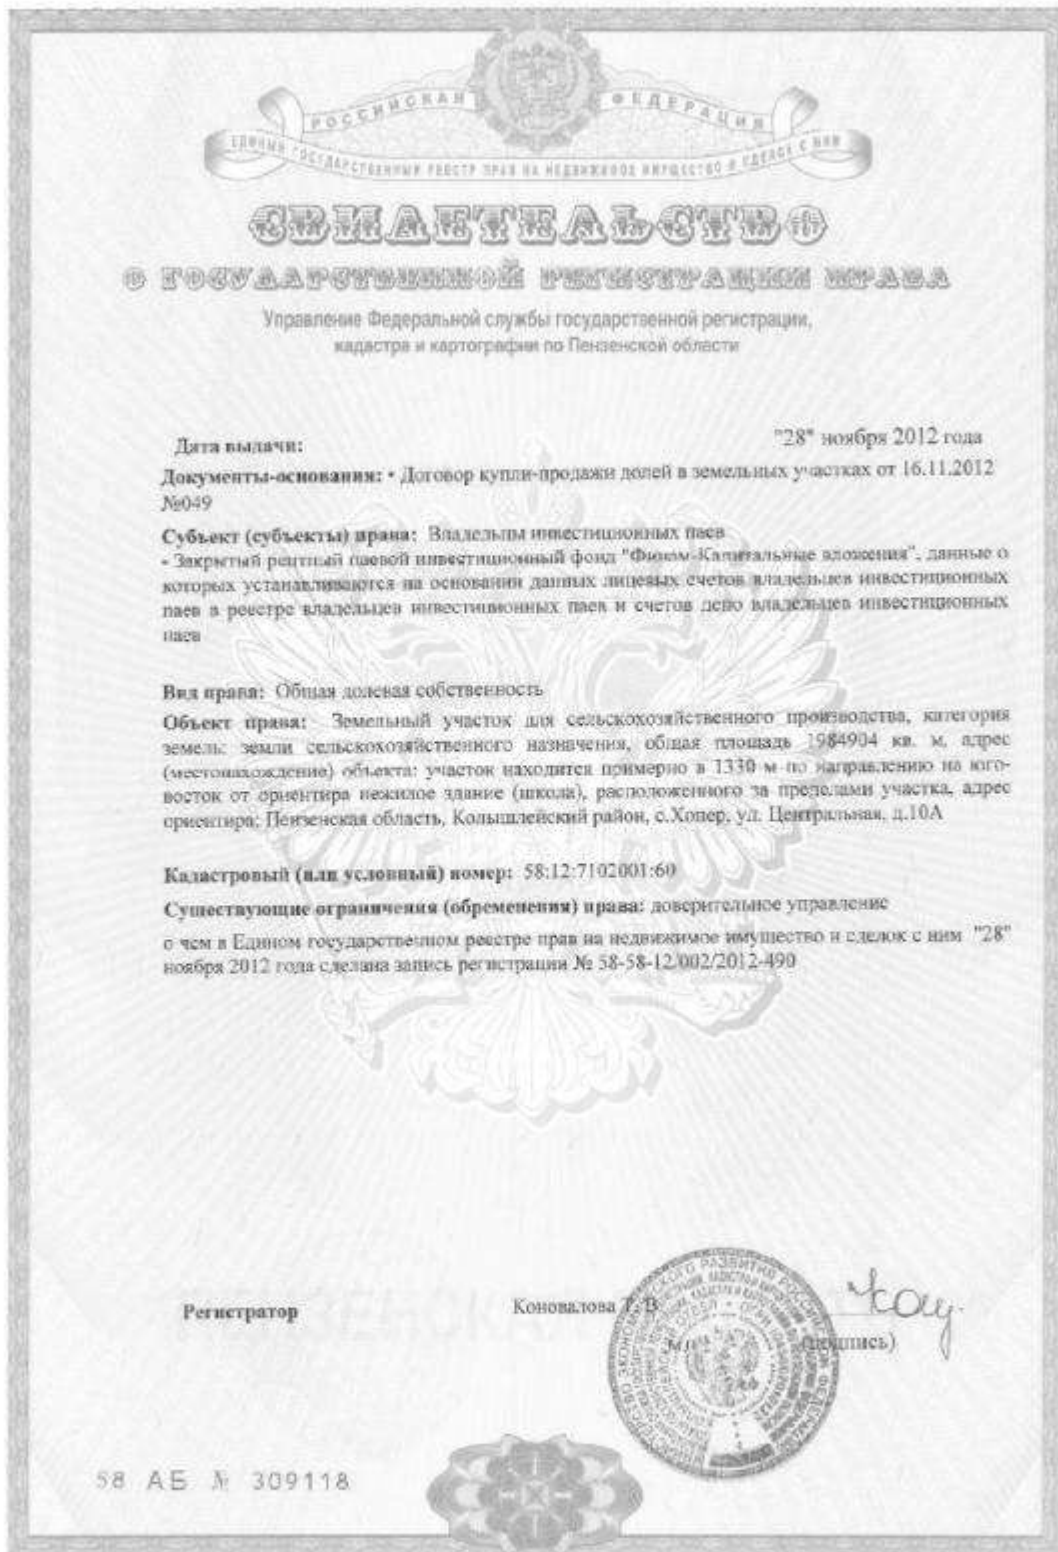 РОССИЙСКАЯ ФЕДЕРАЦИЯ
ЕДИНЫЙ ГОСУДАРСТВЕННЫЙ РЕЕСТР ПРАВ НА НЕДВИЖИМОЕ ИМУЩЕСТВО И СДЕЛОК С НИМ
СВИДЕТЕЛЬСТВО
О ГОСУДАРСТВЕННОЙ РЕГИСТРАЦИИ ПРАВА
Управление Федеральной службы государственной регистрации,
кадастра и картографии по Пензенской области
Дата выдачи: "28" ноября 2012 года
Документы-основания: • Договор купли-продажи долей в земельных участках от 16.11.2012
№049
Субъект (субъекты) права: Владельцы инвестиционных паев
- Закрытый рентный паевой инвестиционный фонд "Финам-Капитальные вложения", данные о
которых устанавливаются на основании данных лицевых счетов владельцев инвестиционных
паев в реестре владельцев инвестиционных паев и счетов депо владельцев инвестиционных
паев
Вид права: Общая долевая собственность
Объект права: Земельный участок для сельскохозяйственного производства, категория
земель: земли сельскохозяйственного назначения, общая площадь 1984904 кв. м, адрес
(местонахождение) объекта: участок находится примерно в 1330 м по направлению на юго-
восток от ориентира нежилое здание (школа), расположенного за пределами участка, адрес
ориентира: Пензенская область, Колышлейский район, с.Хопер, ул. Центральная, д.10А
Кадастровый (или условный) номер: 58:12:7102001:60
Существующие ограничения (обременения) права: доверительное управление
о чем в Едином государственном реестре прав на недвижимое имущество и сделок с ним "28"
ноября 2012 года сделана запись регистрации № 58-58-12/002/2012-490
Регистратор Коновалова Т. В.
(подпись)
58 АБ № 309118